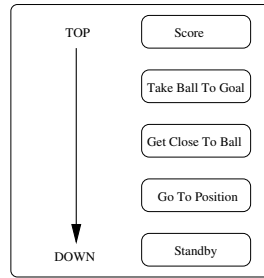 TOP
Score
Take Ball To Goal
Get Close To Ball
Go To Position
DOWN
Standby